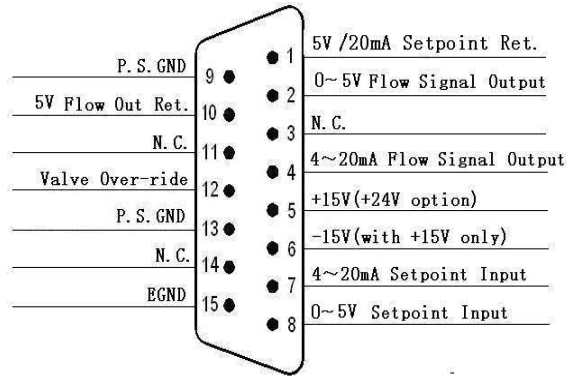 P.S.GND 9
5V Flow Out Ret. 10
N.C. 11
Valve Over-ride 12
P.S.GND 13
N.C. 14
EGND 15
1 5V /20mA Setpoint Ret.
2 0~5V Flow Signal Output
3 N.C.
4 4~20mA Flow Signal Output
5 +15V(+24V option)
6 -15V(with +15V only)
7 4~20mA Setpoint Input
8 0~5V Setpoint Input